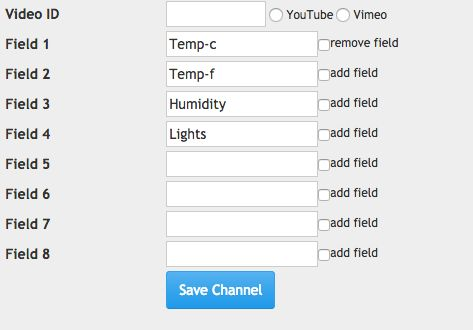 Video ID YouTube Vimeo
Field 1 Temp-c remove field
Field 2 Temp-f add field
Field 3 Humidity add field
Field 4 Lights add field
Field 5 add field
Field 6 add field
Field 7 add field
Field 8 add field
Save Channel